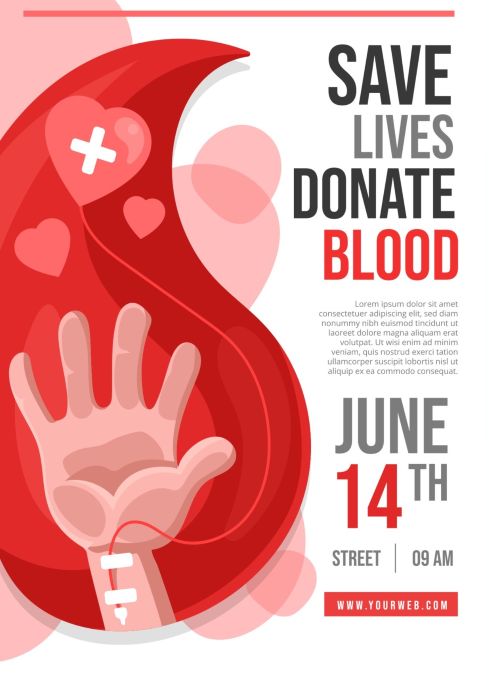 SAVE
LIVES
DONATE
BLOOD
Lorem ipsum dolor sit amet,
consectetuer adipiscing elit, sed diam
nonummy nibh euismod tincidunt ut
laoreet dolore magna aliquam erat
volutpat. Ut wisi enim ad minim
veniam, quis nostrud exerci tation
ullamcorper suscipit lobortis nisl ut
aliquip ex ea commodo consequat.
JUNE
14TH
STREET | 09 AM
WWW.YOURWEB.COM